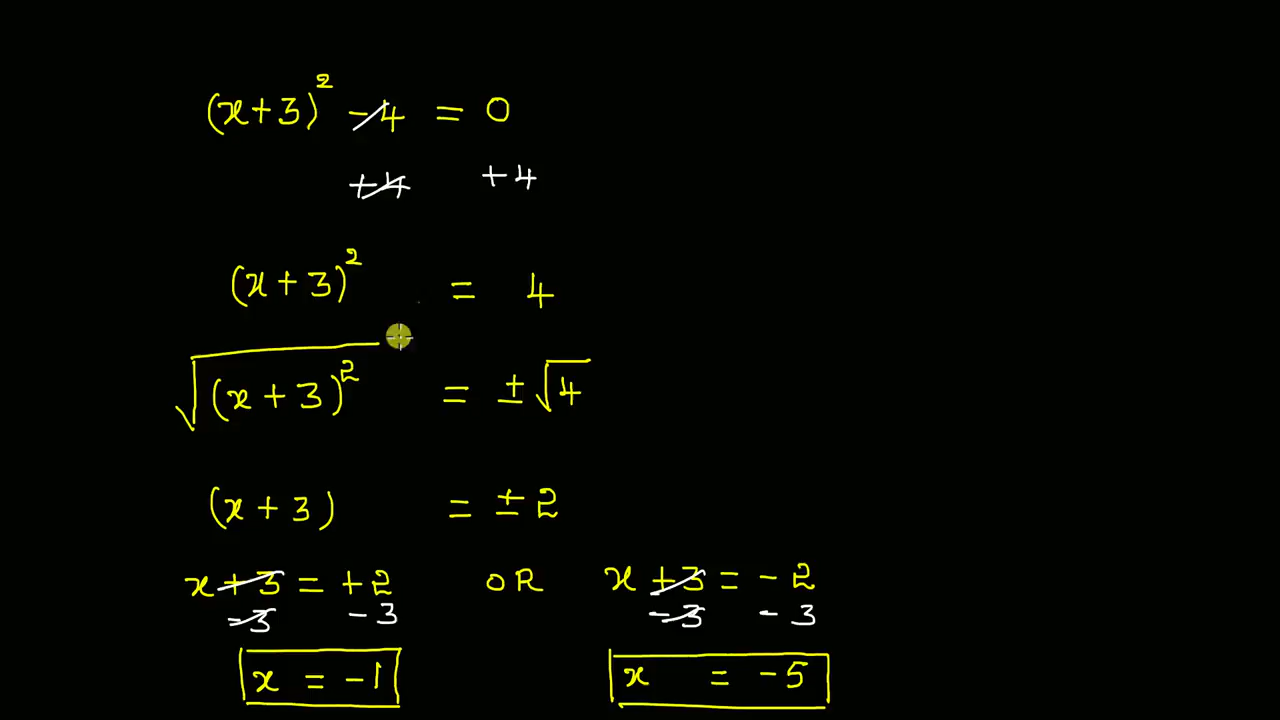 (x+3)² -4 = 0
+4 +4
(x+3)² = 4
√(x+3)² = ±√4
(x+3) = ±2
x+3 = +2 OR x+3 = -2
-3 -3 -3 -3
x = -1 x = -5